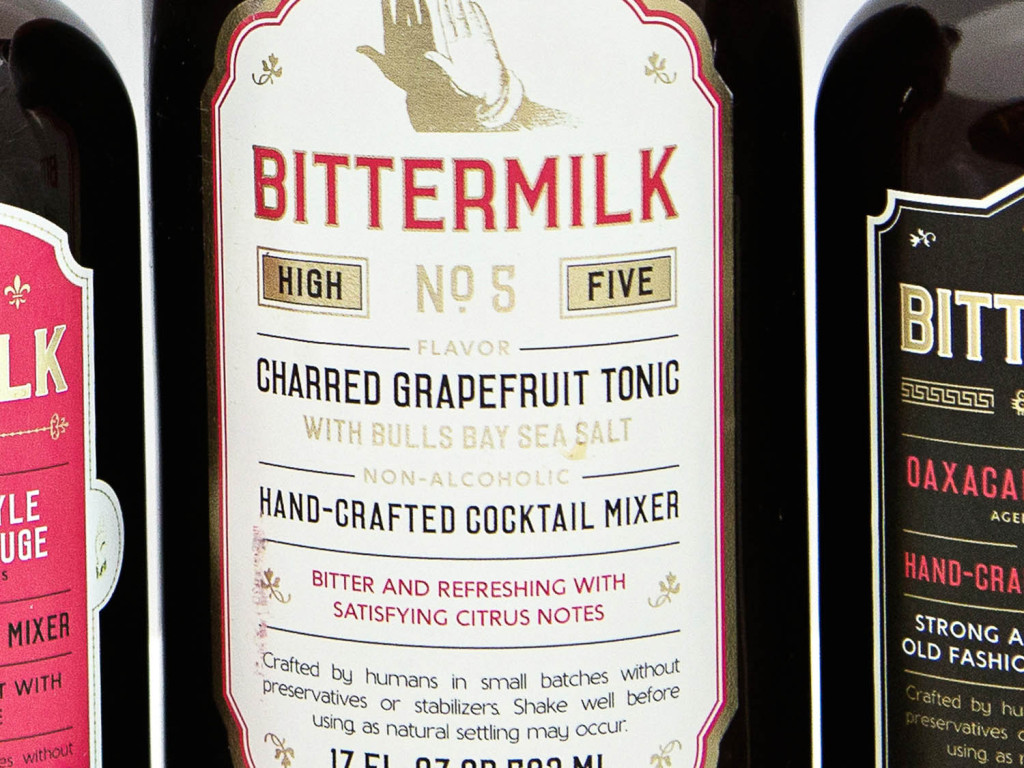 BITTERMILK
HIGH No 5 FIVE
FLAVOR
CHARRED GRAPEFRUIT TONIC
WITH BULLS BAY SEA SALT
NON-ALCOHOLIC
HAND-CRAFTED COCKTAIL MIXER
BITTER AND REFRESHING WITH
SATISFYING CITRUS NOTES
Crafted by humans in small batches without
preservatives or stabilizers. Shake well before
using, as natural settling may occur.
LK
YLE
UGE
S
MIXER
T WITH
E
es without
BITT
OAXACA
AGE
HAND-CRA
STRONG A
OLD FASHIO
Crafted by hu
preservatives o
using, as n